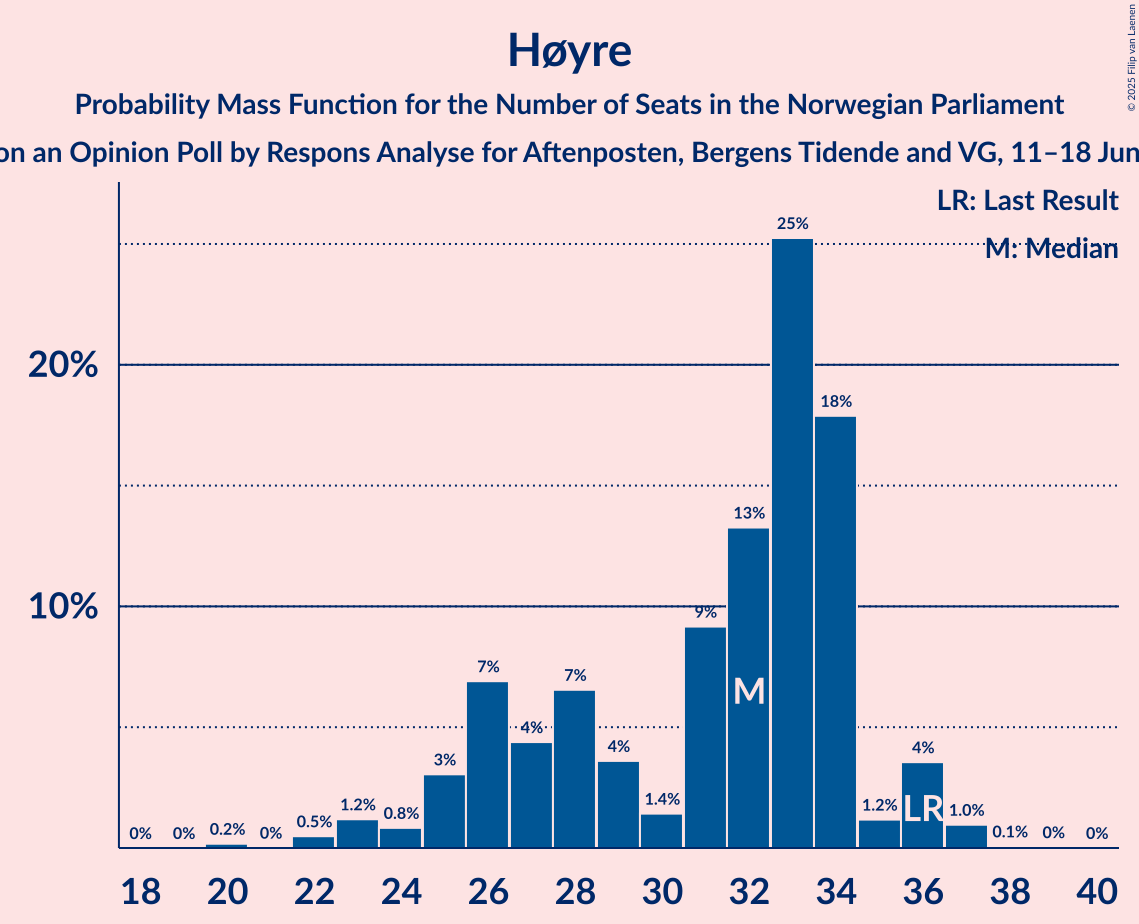 © 2025 Filip van Laenen
Høyre
Probability Mass Function for the Number of Seats in the Norwegian Parliament
on an Opinion Poll by Respons Analyse for Aftenposten, Bergens Tidende and VG, 11–18 Jun
LR: Last Result
M: Median
25%
20%
18%
13%
10%
9%
7%
7%
4%
4%
4%
3%
M
LR
0%
0%
0.2%
0%
0.5%
1.2%
0.8%
1.4%
1.2%
1.0%
0.1%
0%
0%
18 20 22 24 26 28 30 32 34 36 38 40